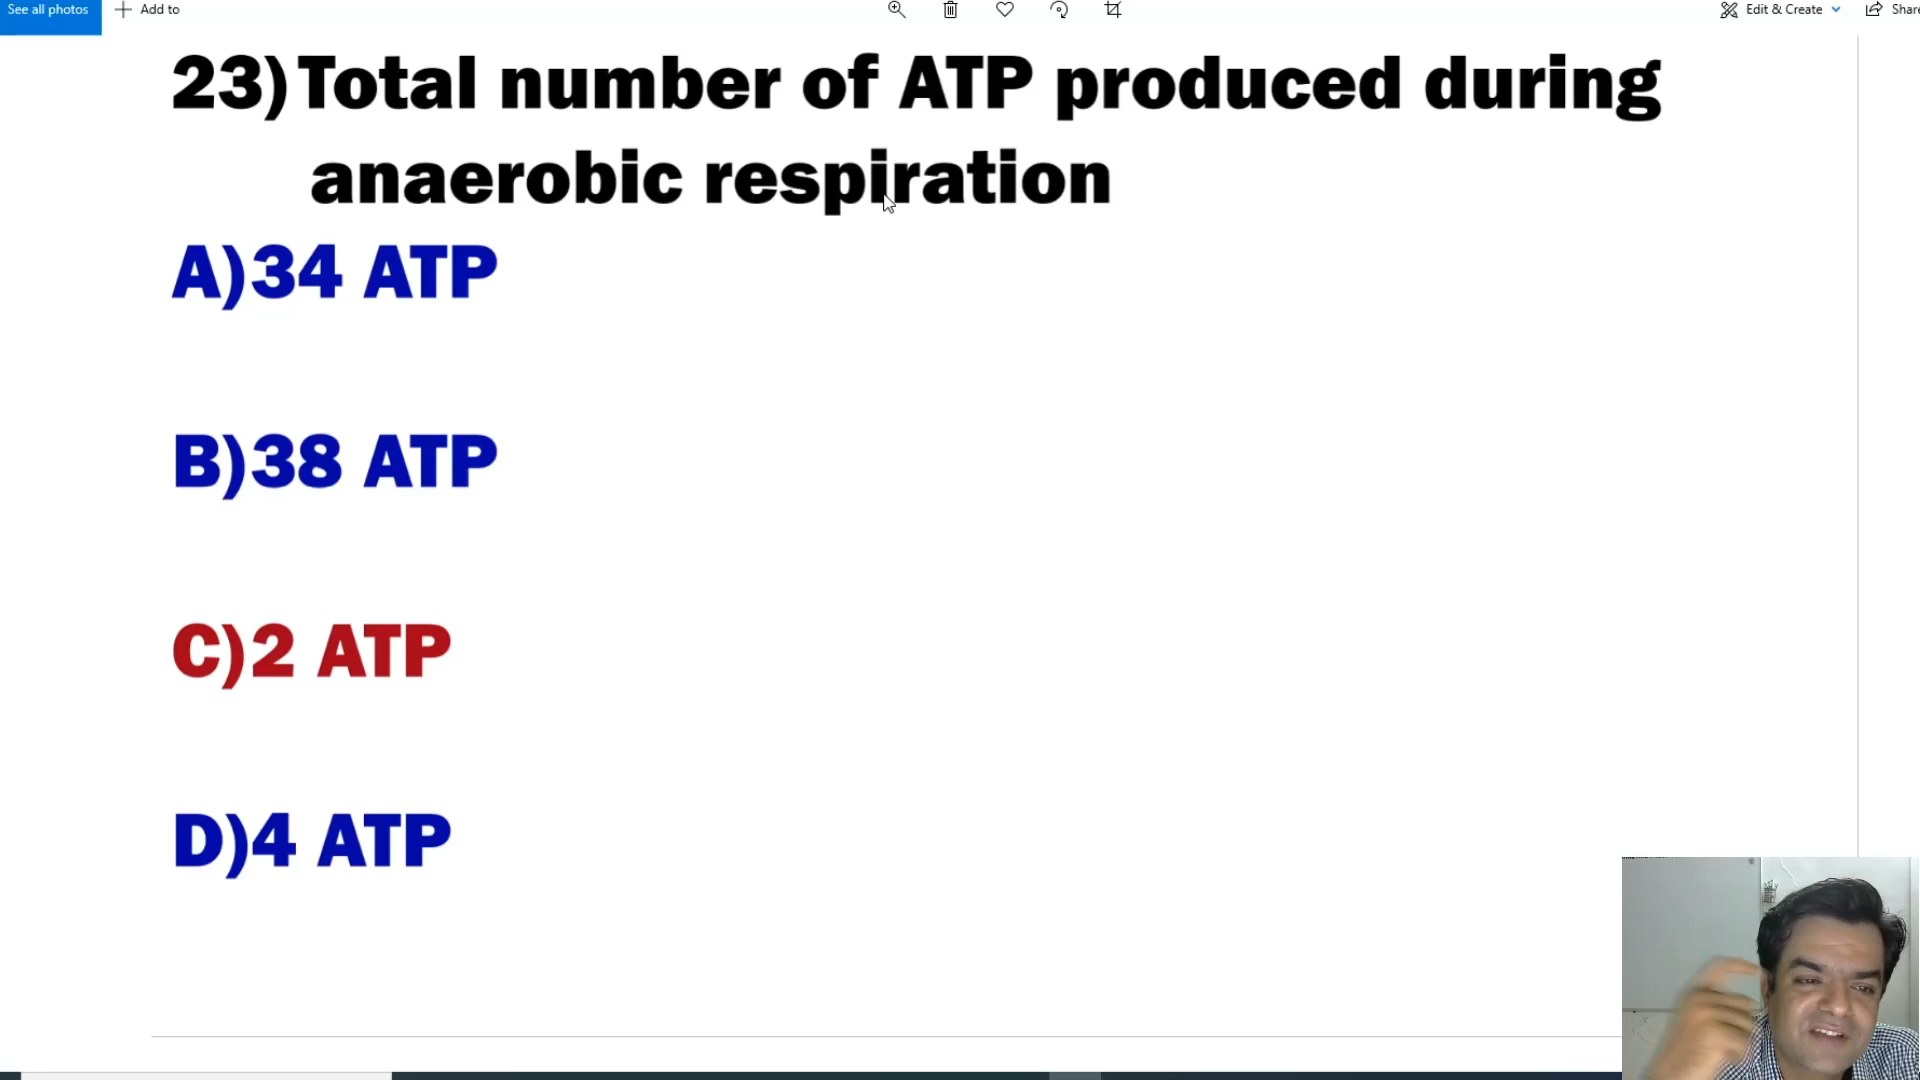 See all photos
Add to
Edit & Create
Share
23) Total number of ATP produced during
anaerobic respiration
A)34 ATP
B)38 ATP
C)2 ATP
D)4 ATP